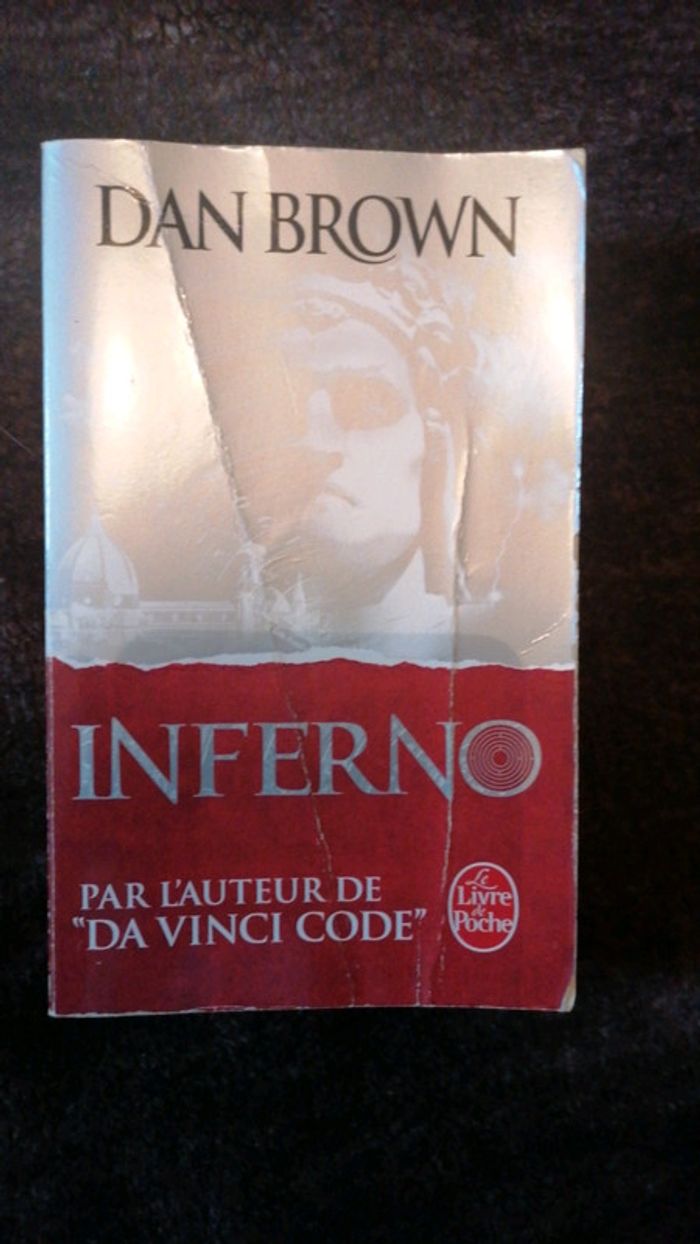 DAN BROWN
INFERNO
PAR L'AUTEUR DE
"DA VINCI CODE"
Le
Livre
de
Poche